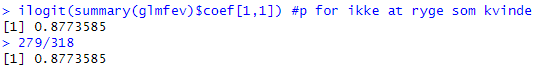 > ilogit(summary(glmfev)$coef[1,1]) #p for ikke at ryge som kvinde
[1] 0.8773585
> 279/318
[1] 0.8773585